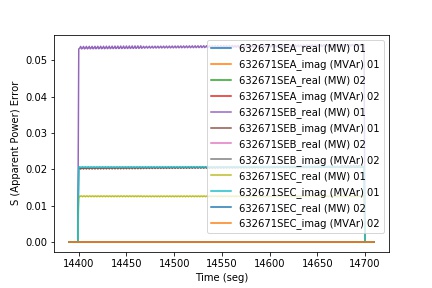 0.05
0.04
0.03
0.02
0.01
0.00
S (Apparent Power) Error
632671SEA_real (MW) 01
632671SEA_imag (MVAr) 01
632671SEA_real (MW) 02
632671SEA_imag (MVAr) 02
632671SEB_real (MW) 01
632671SEB_imag (MVAr) 01
632671SEB_real (MW) 02
632671SEB_imag (MVAr) 02
632671SEC_real (MW) 01
632671SEC_imag (MVAr) 01
632671SEC_real (MW) 02
632671SEC_imag (MVAr) 02
14400 14450 14500 14550 14600 14650 14700
Time (seg)